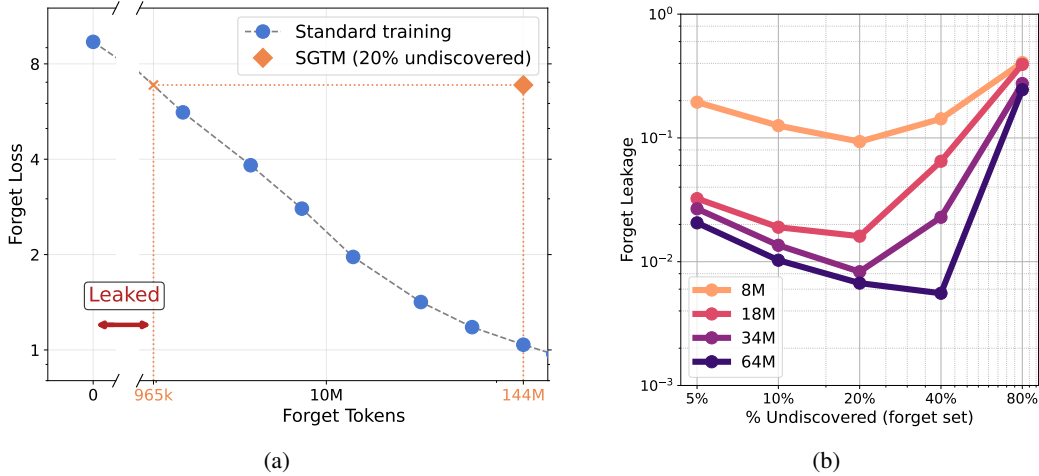 Standard training
SGTM (20% undiscovered)
8
4
2
1
Forget Loss
Leaked
0
965k
10M
144M
Forget Tokens
(a)
10⁰
10⁻¹
10⁻²
10⁻³
Forget Leakage
8M
18M
34M
64M
5%
10%
20%
40%
80%
% Undiscovered (forget set)
(b)